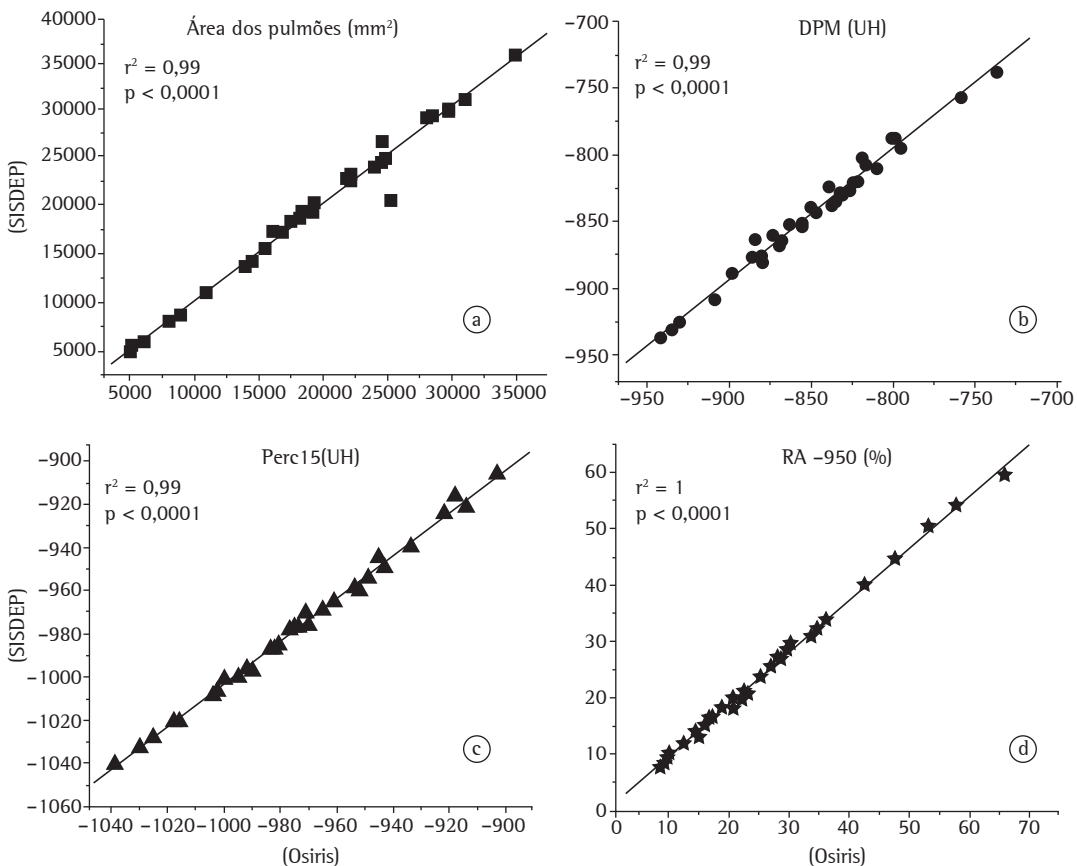 Área dos pulmões (mm²)
r² = 0,99
p < 0,0001
40000
35000
30000
25000
20000
15000
10000
5000
(SISDEP)
a
5000 10000 15000 20000 25000 30000 35000
DPM (UH)
r² = 0,99
p < 0,0001
−700
−750
−800
−850
−900
−950
b
−950 −900 −850 −800 −750 −700
Perc15(UH)
r² = 0,99
p < 0,0001
−900
−920
−940
−960
−980
−1000
−1020
−1040
−1060
(SISDEP)
c
−1040 −1020 −1000 −980 −960 −940 −920 −900
(Osiris)
RA −950 (%)
r² = 1
p < 0,0001
60
50
40
30
20
10
0
d
0 10 20 30 40 50 60 70
(Osiris)